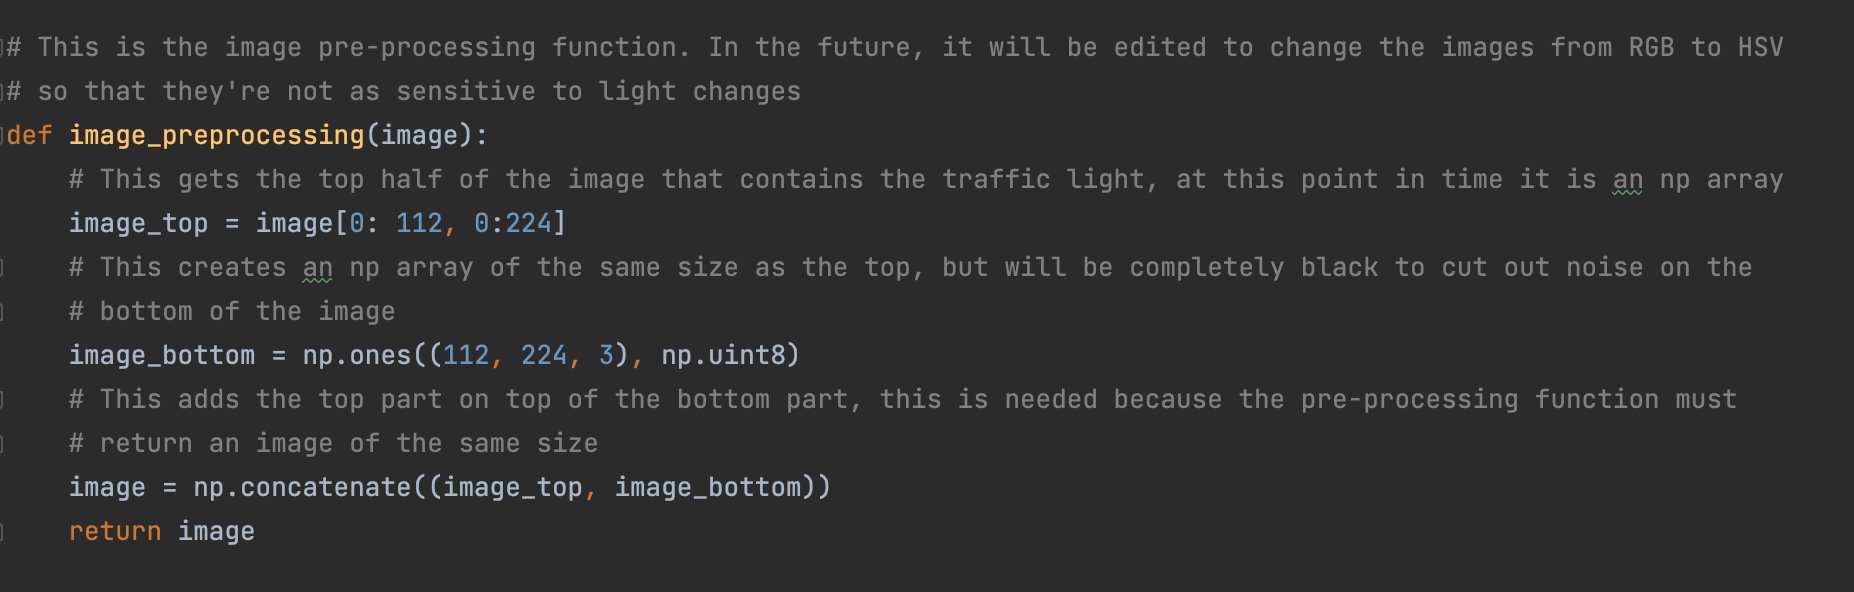 # This is the image pre-processing function. In the future, it will be edited to change the images from RGB to HSV
# so that they're not as sensitive to light changes
def image_preprocessing(image):
    # This gets the top half of the image that contains the traffic light, at this point in time it is an np array
    image_top = image[0: 112, 0:224]
    # This creates an np array of the same size as the top, but will be completely black to cut out noise on the
    # bottom of the image
    image_bottom = np.ones((112, 224, 3), np.uint8)
    # This adds the top part on top of the bottom part, this is needed because the pre-processing function must
    # return an image of the same size
    image = np.concatenate((image_top, image_bottom))
    return image